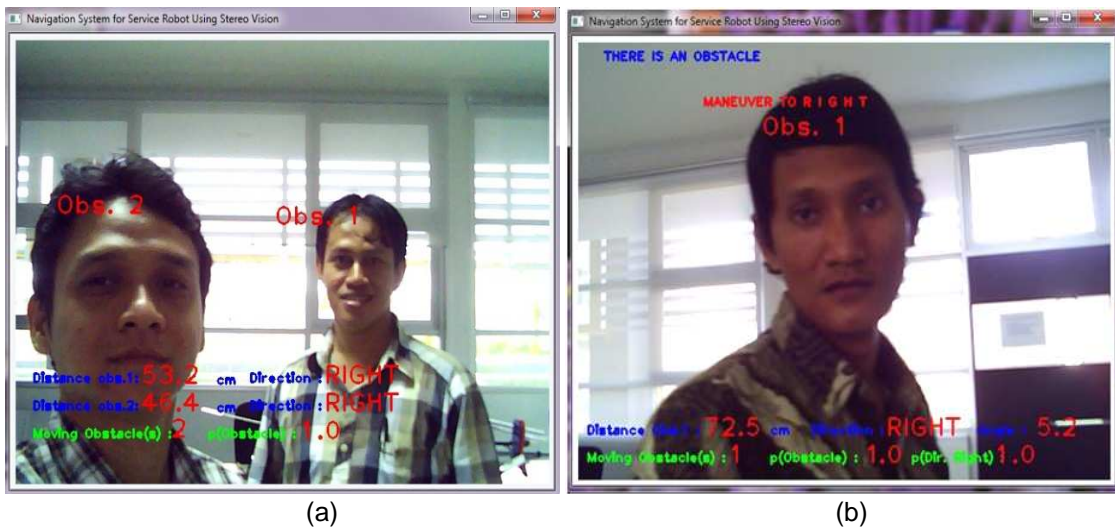 Navigation System for Service Robot Using Stereo Vision
Obs. 2
Obs. 1
Distance obs.1: 53.2 cm Direction : RIGHT
Distance obs.2: 46.4 cm Direction : RIGHT
Moving Obstacle(s) : 2 p(Obstacle) : 1.0
(a)
Navigation System for Service Robot Using Stereo Vision
THERE IS AN OBSTACLE
MANEUVER TO R I G H T
Obs. 1
Distance 72.5 cm Direction : RIGHT : 5.2
Moving Obstacle(s) : 1 p(Obstacle) : 1.0 p(Dir. Right) : 1.0
(b)